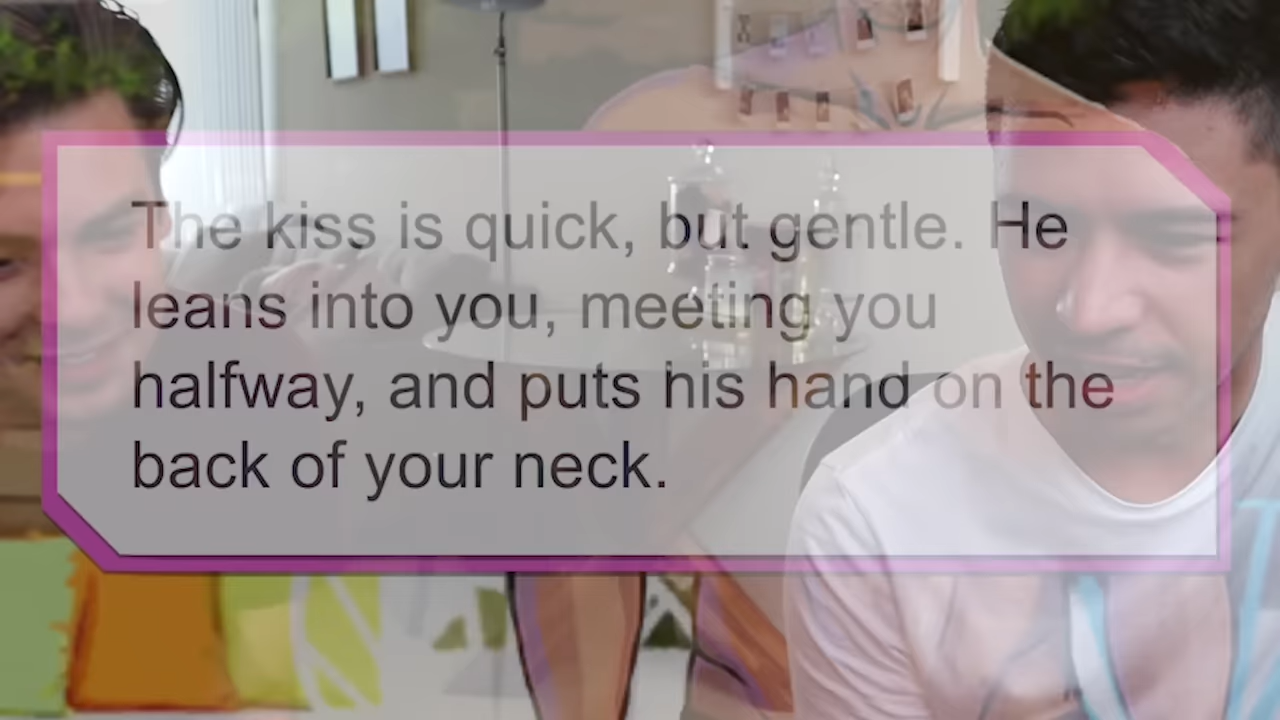 The kiss is quick, but gentle. He
leans into you, meeting you
halfway, and puts his hand on the
back of your neck.